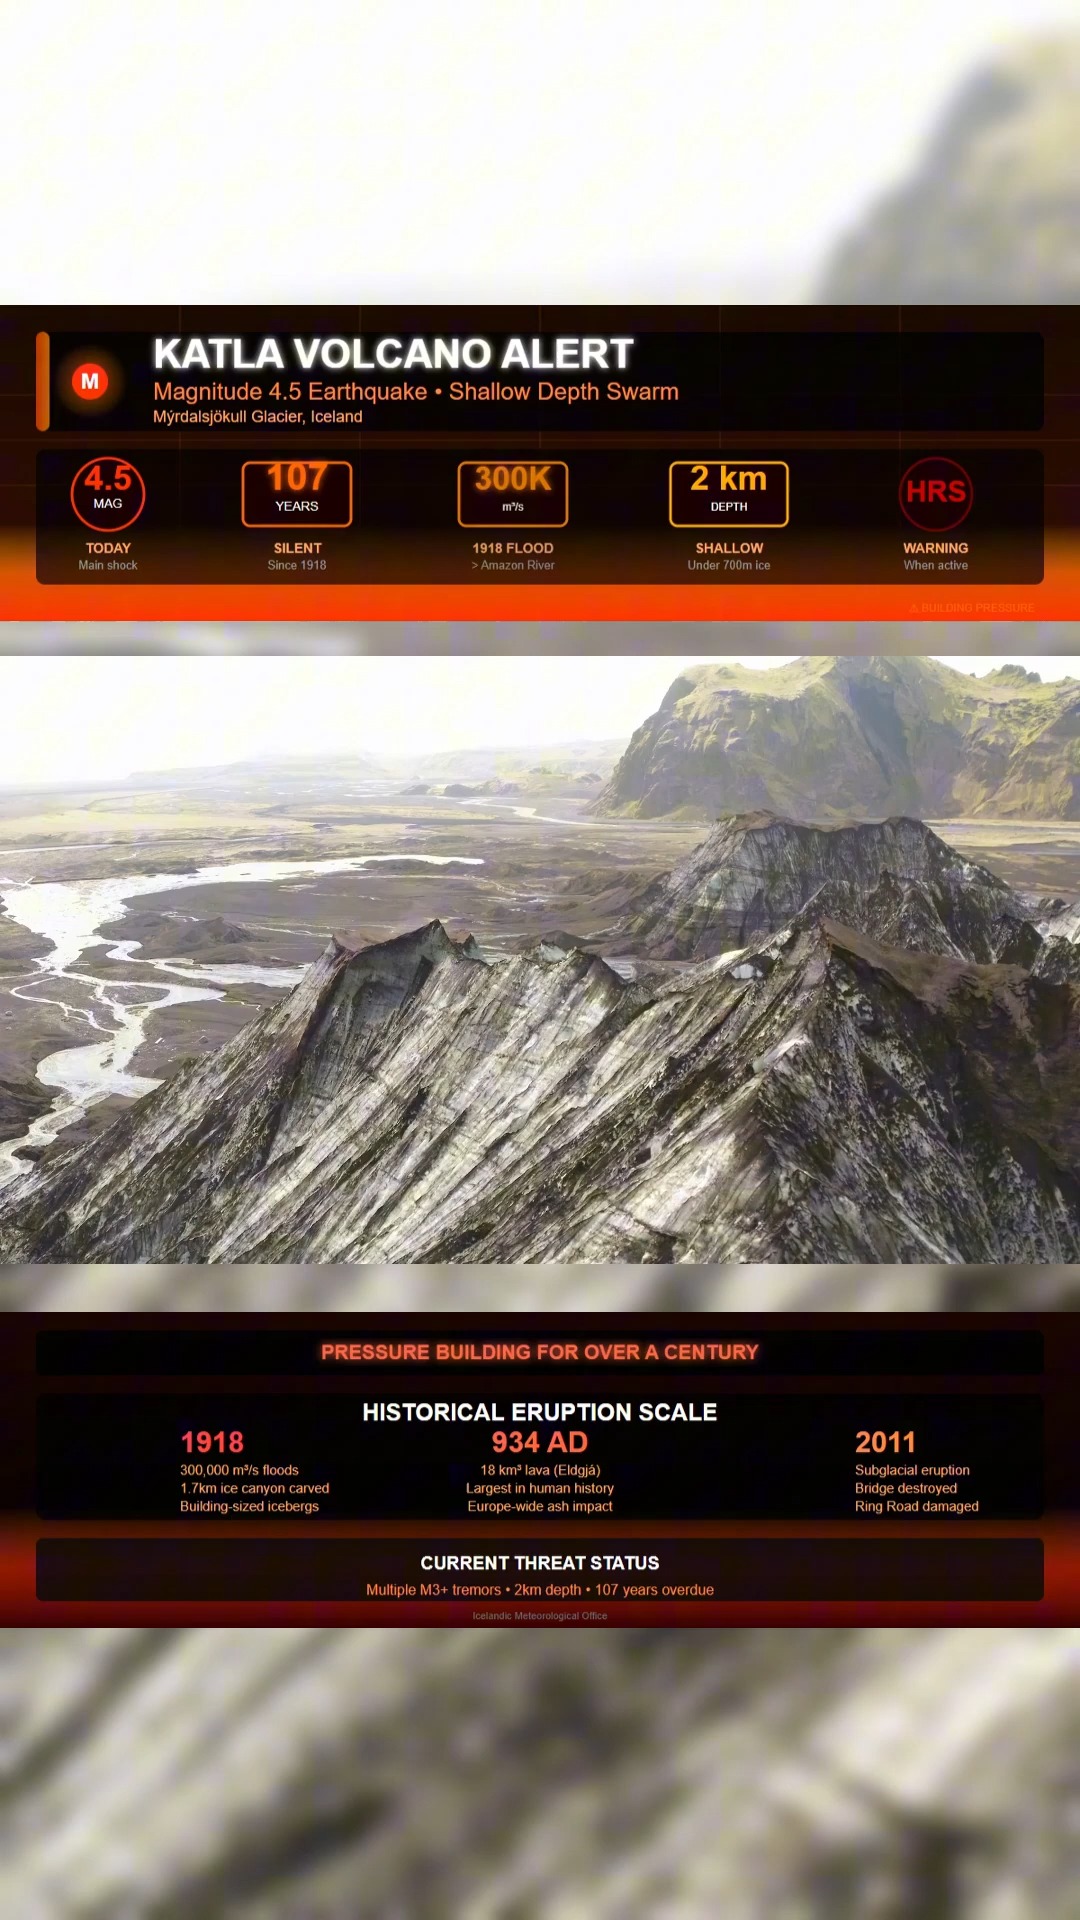 KATLA VOLCANO ALERT
M
Magnitude 4.5 Earthquake • Shallow Depth Swarm
Mýrdalsjökull Glacier, Iceland
4.5
MAG
TODAY
Main shock
107
YEARS
SILENT
Since 1918
300K
m³/s
1918 FLOOD
> Amazon River
2 km
DEPTH
SHALLOW
Under 700m ice
HRS
WARNING
When active
⚠ BUILDING PRESSURE
PRESSURE BUILDING FOR OVER A CENTURY
HISTORICAL ERUPTION SCALE
1918
300,000 m³/s floods
1.7km ice canyon carved
Building-sized icebergs
934 AD
18 km³ lava (Eldgjá)
Largest in human history
Europe-wide ash impact
2011
Subglacial eruption
Bridge destroyed
Ring Road damaged
CURRENT THREAT STATUS
Multiple M3+ tremors • 2km depth • 107 years overdue
Icelandic Meteorological Office